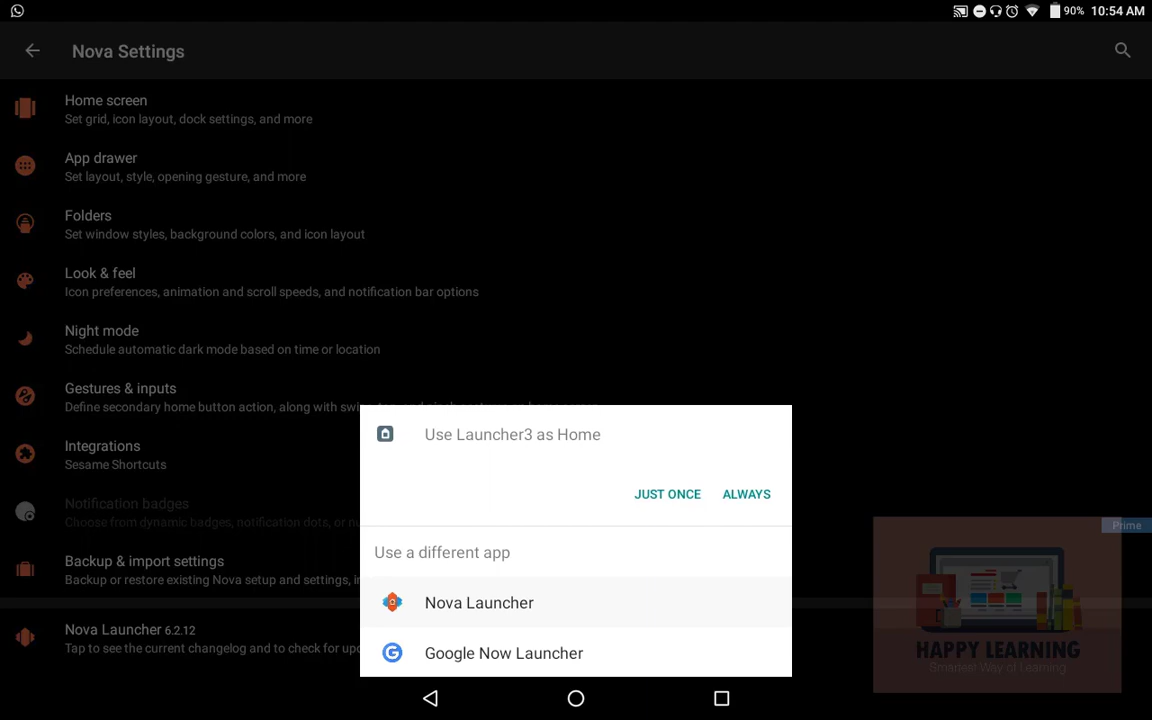 90% 10:54 AM
Nova Settings
Home screen
Set grid, icon layout, dock settings, and more
App drawer
Set layout, style, opening gesture, and more
Folders
Set window styles, background colors, and icon layout
Look & feel
Icon preferences, animation and scroll speeds, and notification bar options
Night mode
Schedule automatic dark mode based on time or location
Gestures & inputs
Define secondary home button action, along with
Integrations
Sesame Shortcuts
Notification badges
Choose from dynamic badges, notification dots, or
Backup & import settings
Backup or restore existing Nova setup and settings,
Nova Launcher 6.2.12
Tap to see the current changelog and to check for
Use Launcher3 as Home
JUST ONCE ALWAYS
Use a different app
Nova Launcher
Google Now Launcher
Prime
HAPPY LEARNING
Smartest Way of Learning